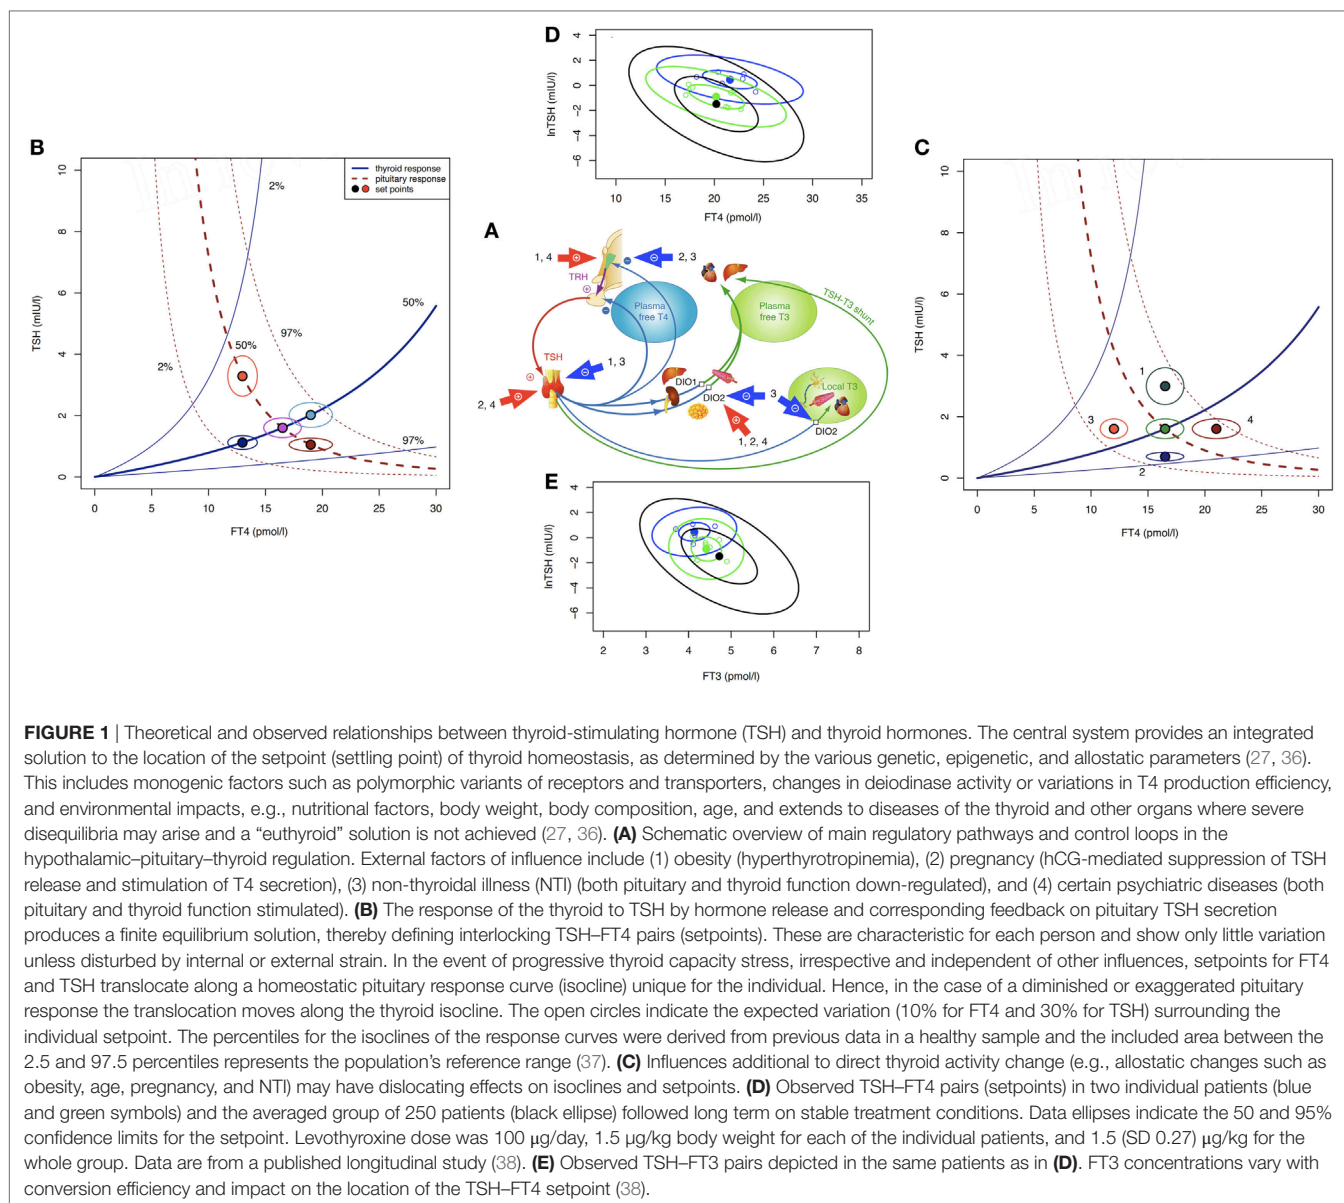 D
4
2
0
−2
−4
−6
lnTSH (mIU/l)
10 15 20 25 30 35
FT4 (pmol/l)
B
10
8
6
4
2
0
TSH (mIU/l)
thyroid response
pituitary response
set points
2%
50%
97%
50%
2%
97%
0 5 10 15 20 25 30
FT4 (pmol/l)
A
1, 4
2, 3
TRH
Plasma
free T4
Plasma
free T3
TSH-T3 shunt
TSH
1, 3
2, 4
DIO1
DIO2
3
Local T3
DIO2
1, 2, 4
C
10
8
6
4
2
0
TSH (mIU/l)
1
3
4
2
0 5 10 15 20 25 30
FT4 (pmol/l)
E
4
2
0
−2
−4
−6
lnTSH (mIU/l)
2 3 4 5 6 7 8
FT3 (pmol/l)
FIGURE 1 | Theoretical and observed relationships between thyroid-stimulating hormone (TSH) and thyroid hormones. The central system provides an integrated
solution to the location of the setpoint (settling point) of thyroid homeostasis, as determined by the various genetic, epigenetic, and allostatic parameters (27, 36).
This includes monogenic factors such as polymorphic variants of receptors and transporters, changes in deiodinase activity or variations in T4 production efficiency,
and environmental impacts, e.g., nutritional factors, body weight, body composition, age, and extends to diseases of the thyroid and other organs where severe
disequilibria may arise and a “euthyroid” solution is not achieved (27, 36). (A) Schematic overview of main regulatory pathways and control loops in the
hypothalamic–pituitary–thyroid regulation. External factors of influence include (1) obesity (hyperthyrotropinemia), (2) pregnancy (hCG-mediated suppression of TSH
release and stimulation of T4 secretion), (3) non-thyroidal illness (NTI) (both pituitary and thyroid function down-regulated), and (4) certain psychiatric diseases (both
pituitary and thyroid function stimulated). (B) The response of the thyroid to TSH by hormone release and corresponding feedback on pituitary TSH secretion
produces a finite equilibrium solution, thereby defining interlocking TSH–FT4 pairs (setpoints). These are characteristic for each person and show only little variation
unless disturbed by internal or external strain. In the event of progressive thyroid capacity stress, irrespective and independent of other influences, setpoints for FT4
and TSH translocate along a homeostatic pituitary response curve (isocline) unique for the individual. Hence, in the case of a diminished or exaggerated pituitary
response the translocation moves along the thyroid isocline. The open circles indicate the expected variation (10% for FT4 and 30% for TSH) surrounding the
individual setpoint. The percentiles for the isoclines of the response curves were derived from previous data in a healthy sample and the included area between the
2.5 and 97.5 percentiles represents the population’s reference range (37). (C) Influences additional to direct thyroid activity change (e.g., allostatic changes such as
obesity, age, pregnancy, and NTI) may have dislocating effects on isoclines and setpoints. (D) Observed TSH–FT4 pairs (setpoints) in two individual patients (blue
and green symbols) and the averaged group of 250 patients (black ellipse) followed long term on stable treatment conditions. Data ellipses indicate the 50 and 95%
confidence limits for the setpoint. Levothyroxine dose was 100 μg/day, 1.5 μg/kg body weight for each of the individual patients, and 1.5 (SD 0.27) μg/kg for the
whole group. Data are from a published longitudinal study (38). (E) Observed TSH–FT3 pairs depicted in the same patients as in (D). FT3 concentrations vary with
conversion efficiency and impact on the location of the TSH–FT4 setpoint (38).